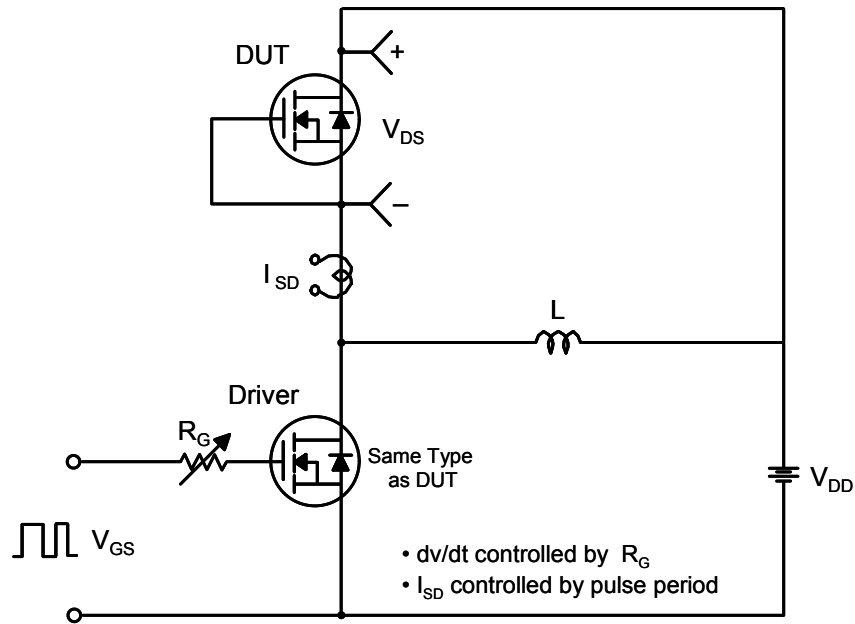 DUT
+
V_DS
–
I_SD
L
Driver
R_G
Same Type
as DUT
V_DD
V_GS
• dv/dt controlled by R_G
• I_SD controlled by pulse period